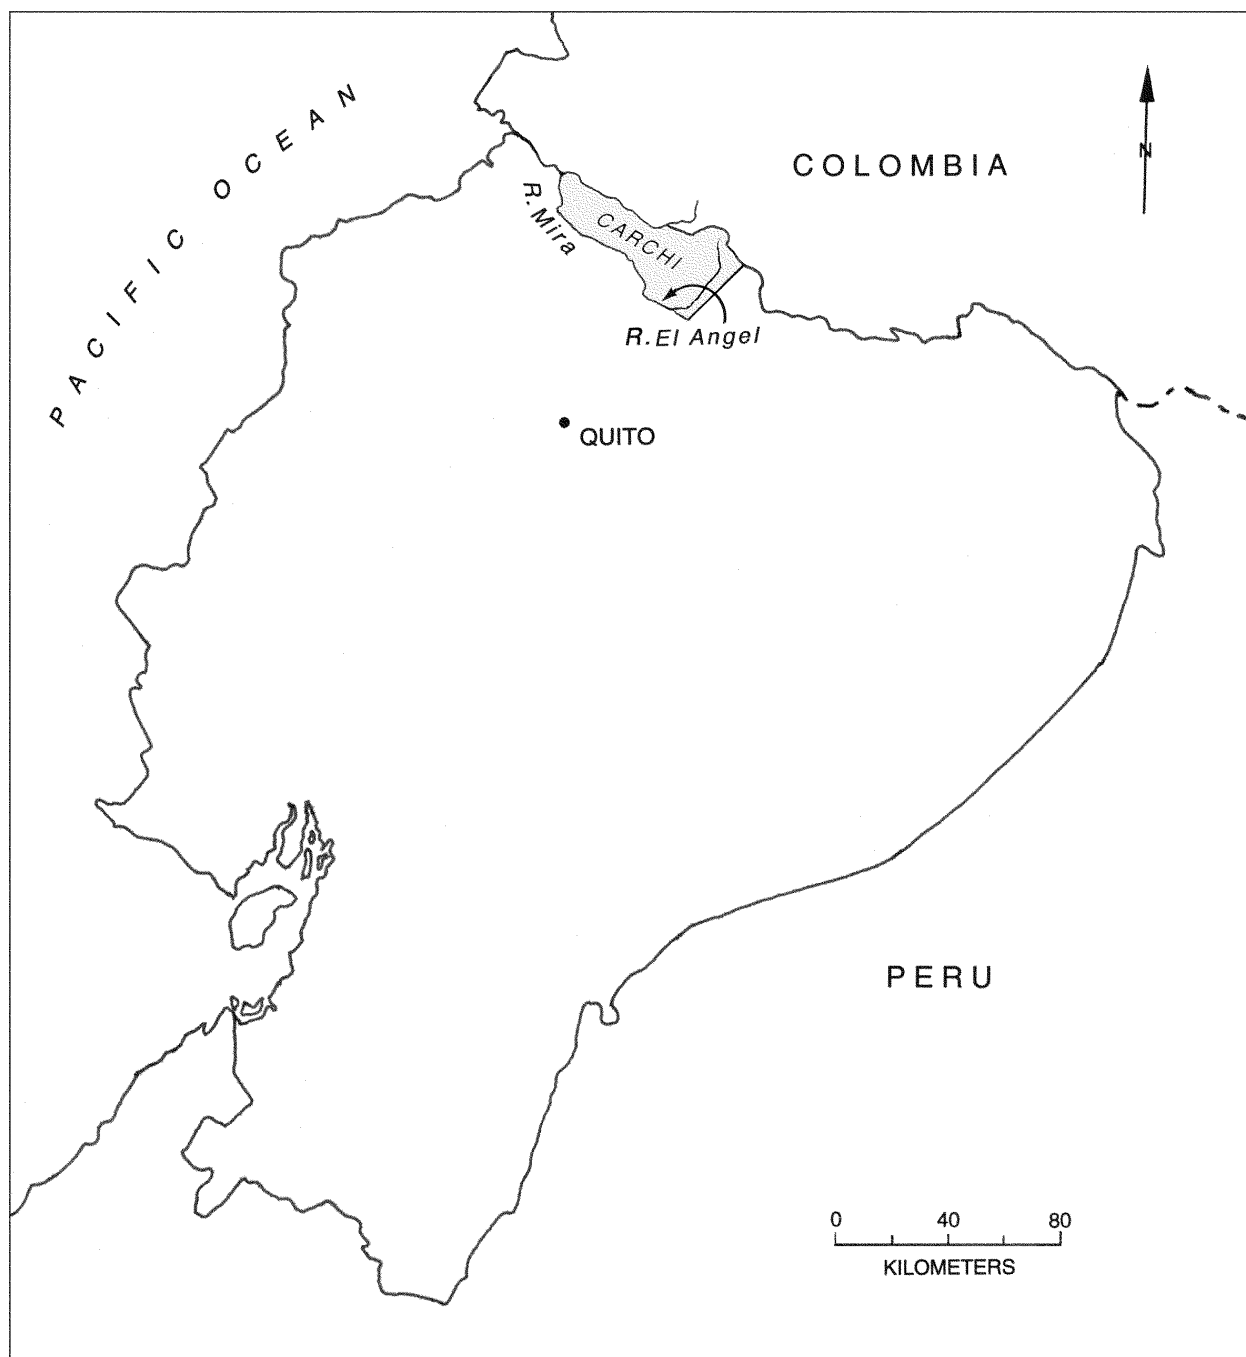 PACIFIC OCEAN
N
COLOMBIA
R. Mira
CARCHI
R. El Angel
QUITO
PERU
0 40 80
KILOMETERS